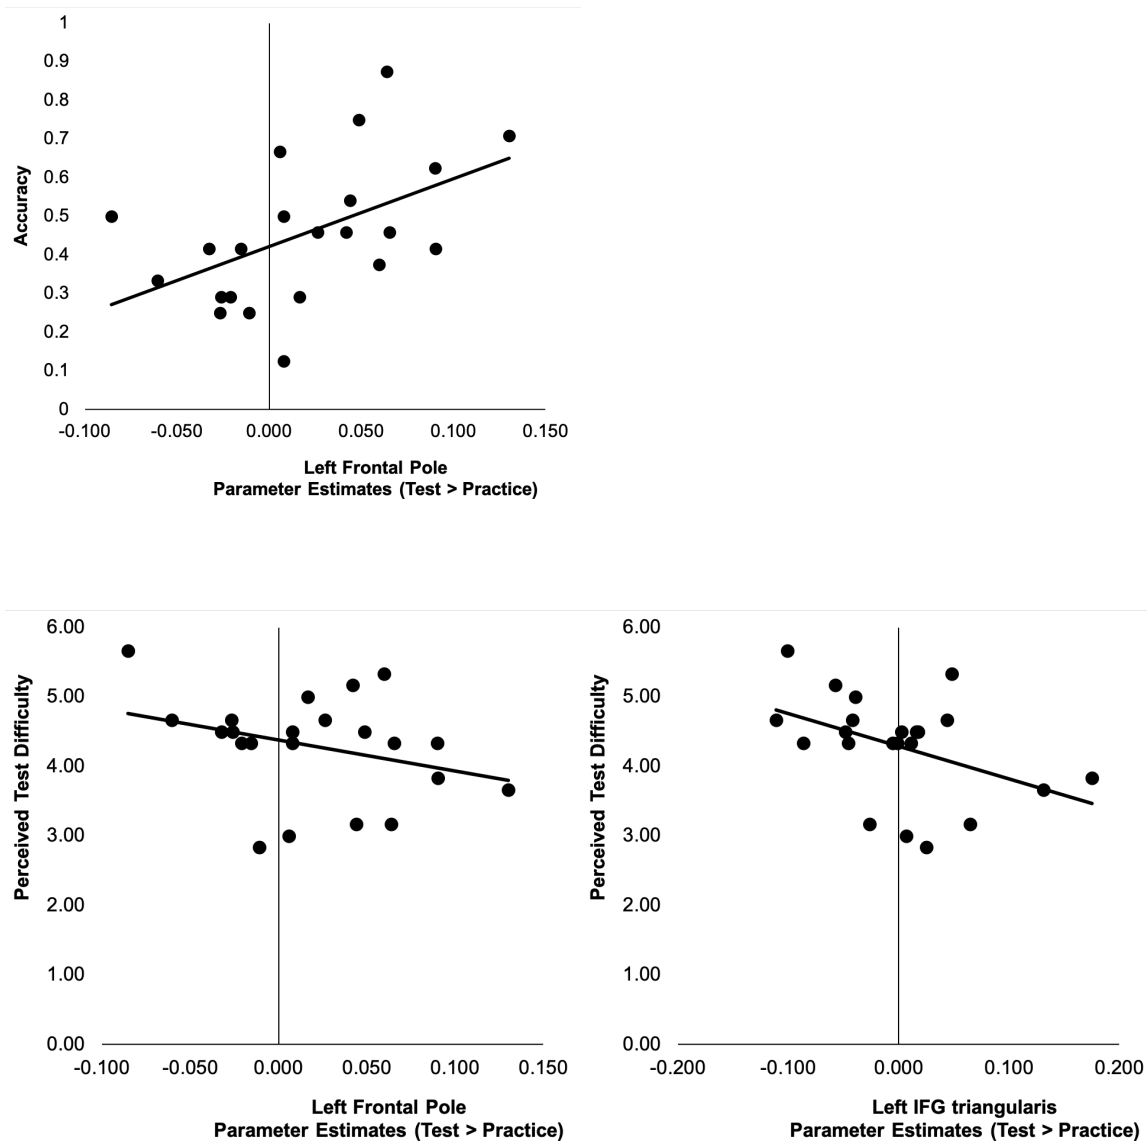 1
0.9
0.8
0.7
0.6
0.5
0.4
0.3
0.2
0.1
0
Accuracy
-0.100 -0.050 0.000 0.050 0.100 0.150
Left Frontal Pole
Parameter Estimates (Test > Practice)
6.00
5.00
4.00
3.00
2.00
1.00
0.00
Perceived Test Difficulty
-0.100 -0.050 0.000 0.050 0.100 0.150
Left Frontal Pole
Parameter Estimates (Test > Practice)
6.00
5.00
4.00
3.00
2.00
1.00
0.00
Perceived Test Difficulty
-0.200 -0.100 0.000 0.100 0.200
Left IFG triangularis
Parameter Estimates (Test > Practice)